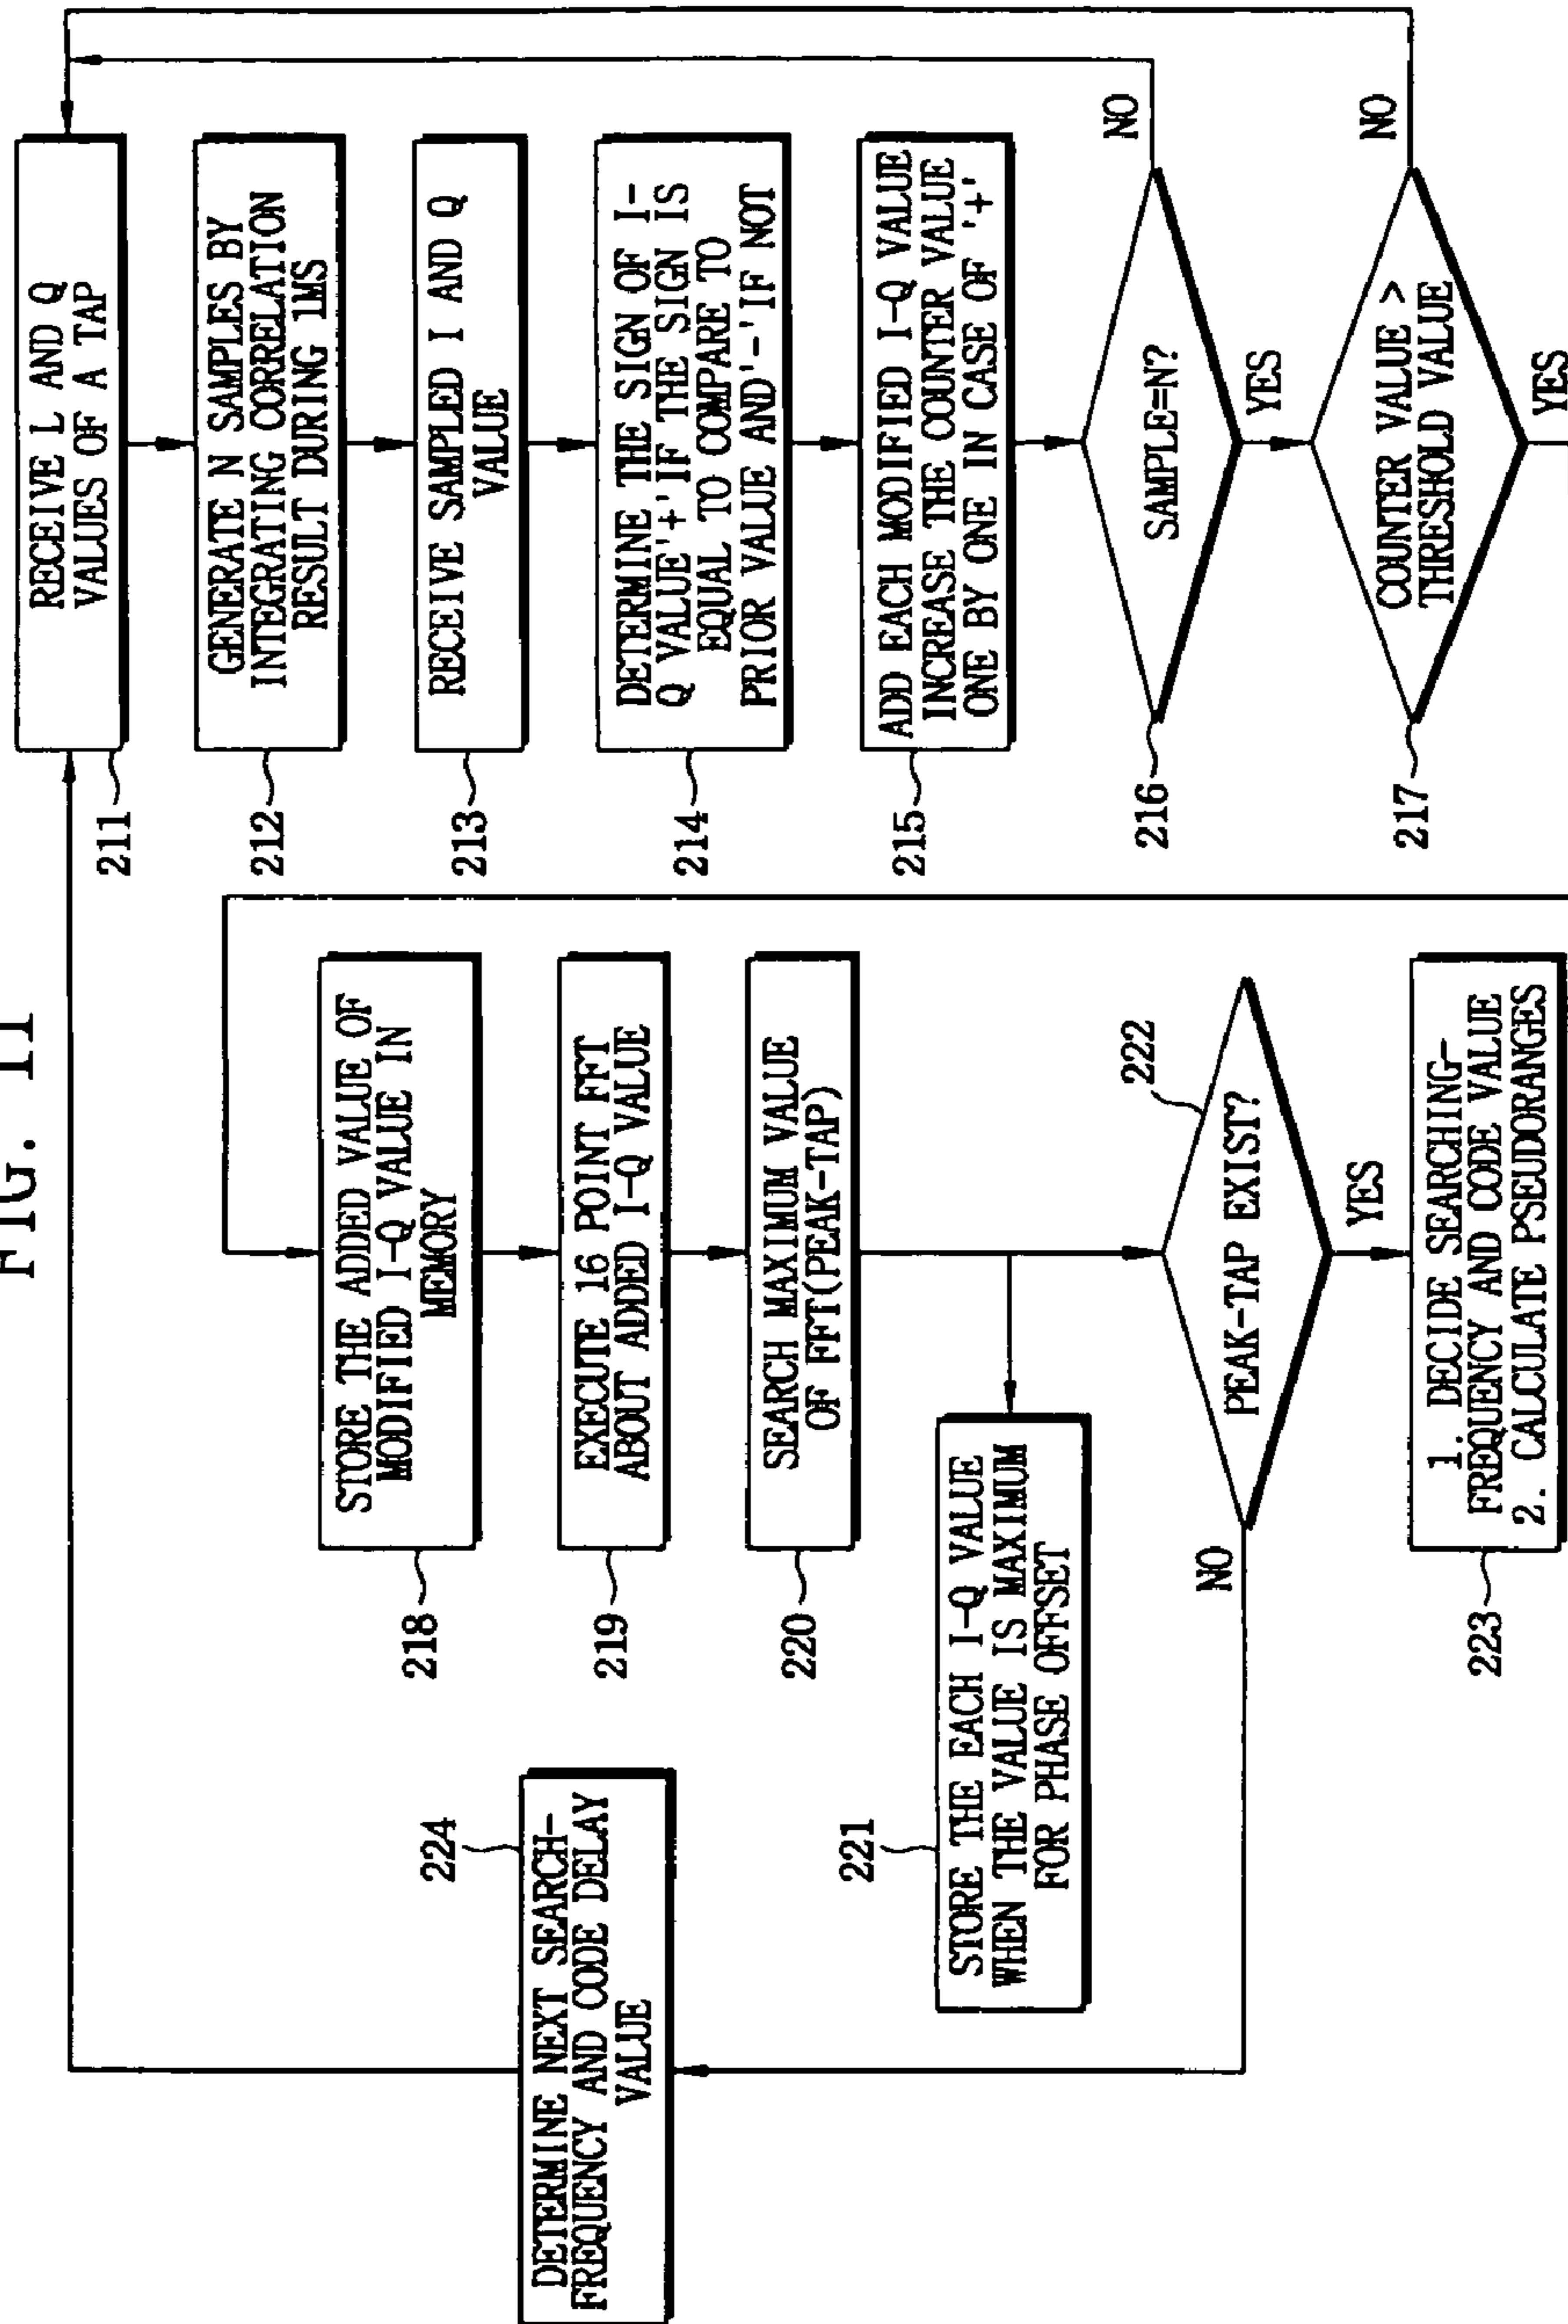 FIG. 11
RECEIVE L AND Q
VALUES OF A TAP
211
GENERATE N SAMPLES BY
INTEGRATING CORRELATION
RESULT DURING 1MS
212
RECEIVE SAMPLED I AND Q
VALUE
213
DETERMINE THE SIGN OF I-
Q VALUE'+'IF THE SIGN IS
EQUAL TO COMPARE TO
PRIOR VALUE AND'-'IF NOT
214
ADD EACH MODIFIED I-Q VALUE
INCREASE THE COUNTER VALUE
ONE BY ONE IN CASE OF '+'
215
SAMPLE=N?
216
NO
YES
COUNTER VALUE >
THRESHOLD VALUE
217
NO
YES
STORE THE ADDED VALUE OF
MODIFIED I-Q VALUE IN
MEMORY
218
EXECUTE 16 POINT FFT
ABOUT ADDED I-Q VALUE
219
SEARCH MAXIMUM VALUE
OF FFT(PEAK-TAP)
220
STORE THE EACH I-Q VALUE
WHEN THE VALUE IS MAXIMUM
FOR PHASE OFFSET
221
PEAK-TAP EXIST?
222
NO
YES
1. DECIDE SEARCHING-
FREQUENCY AND CODE VALUE
2. CALCULATE PSEUDORANGES
223
DETERMINE NEXT SEARCH-
FREQUENCY AND CODE DELAY
VALUE
224